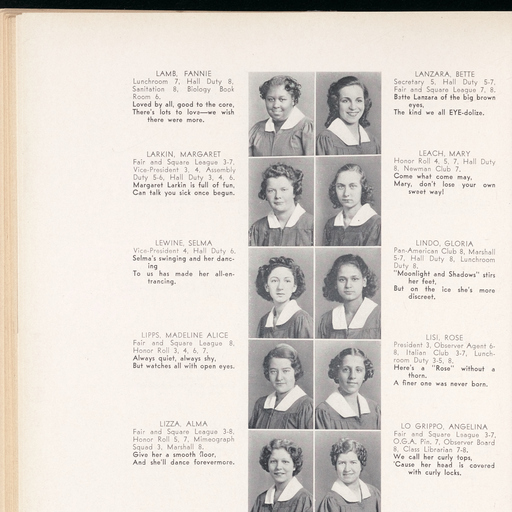 LAMB, FANNIE
Lunchroom 7, Hall Duty 8,
Sanitation 8, Biology Book
Room 6.
Loved by all, good to the core,
There's lots to love—we wish
there were more.
LARKIN, MARGARET
Fair and Square League 3-7,
Vice-President 3, 4, Assembly
Duty 5-6, Hall Duty 3, 4, 6,
Margaret Larkin is full of fun,
Can talk you sick once begun.
LEWINE, SELMA
Vice-President 4, Hall Duty 6,
Selma's swinging and her danc-
ing
To us has made her all-en-
trancing.
LIPPS, MADELINE ALICE
Fair and Square League 8,
Honor Roll 3, 4, 6, 7.
Always quiet, always shy,
But watches all with open eyes.
LIZZA, ALMA
Fair and Square League 3-8,
Honor Roll 5, 7, Mimeograph
Squad 3, Marshal 8.
Give her a smooth floor,
And she'll dance forevermore.
LANZARA, BETTE
Secretary 5, Hall Duty 5-7,
Fair and Square League 7, 8,
Bette Lanzara of the big brown
eyes,
The kind we all EYE-dolize.
LEACH, MARY
Honor Roll 4, 5, 7, Hall Duty
8, Newman Club 7,
Come what come may,
Mary, don't lose your own
sweet way!
LINDO, GLORIA
Pan-American Club 8, Marshal
5-7, Hall Duty 8, Lunchroom
Duty 8.
"Moonlight and Shadows" stirs
her feet,
But on the ice she's more
discreet.
LISI, ROSE
President 3, Observer Agent 6-
8, Italian Club 3-7, Lunch-
room Duty 3-5, 8.
Here's a "Rose" without a
thorn.
A finer one was never born.
LO GRIPPO, ANGELINA
Fair and Square League 3-7,
O.G.A. Pin 7, Observer Board
8, Class Librarian 7-8.
We call her curly tops,
'Cause her head is covered
with curly locks.